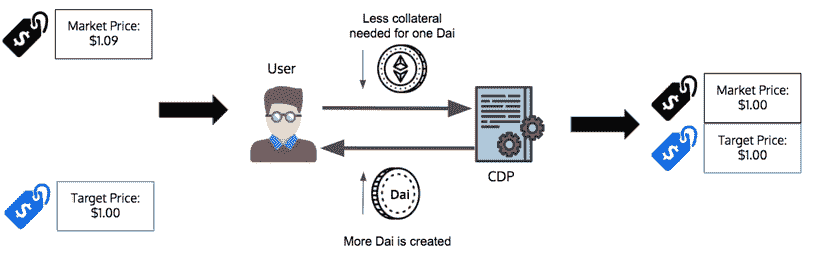 Market Price:
$1.09
Target Price:
$1.00
User
Less collateral
needed for one Dai
CDP
Dai
More Dai is created
Market Price:
$1.00
Target Price:
$1.00